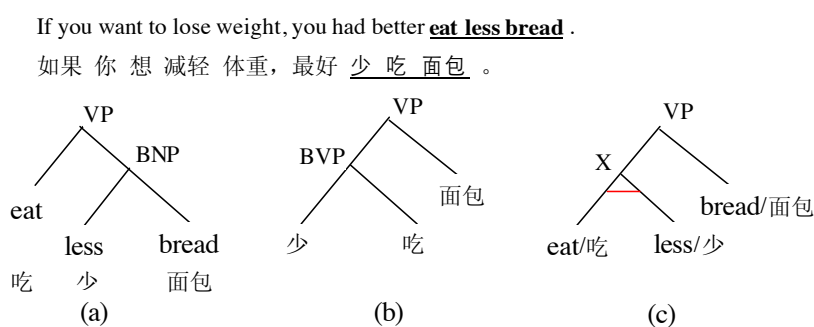 If you want to lose weight, you had better eat less bread .
如果 你 想 减轻 体重，最好 少 吃 面包 。
VP
BNP
eat
less
bread
吃
少
面包
(a)
VP
BVP
面包
少
吃
(b)
VP
X
bread/面包
eat/吃
less/少
(c)